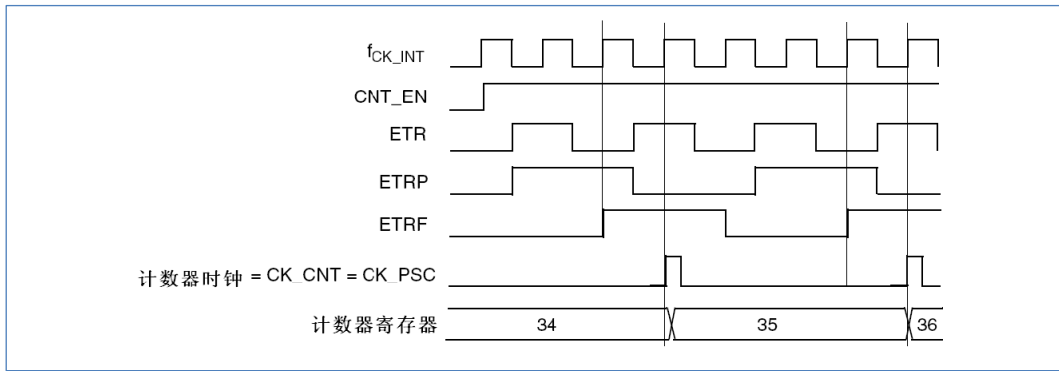 fCK_INT
CNT_EN
ETR
ETRP
ETRF
计数器时钟 = CK_CNT = CK_PSC
计数器寄存器 34 35 36